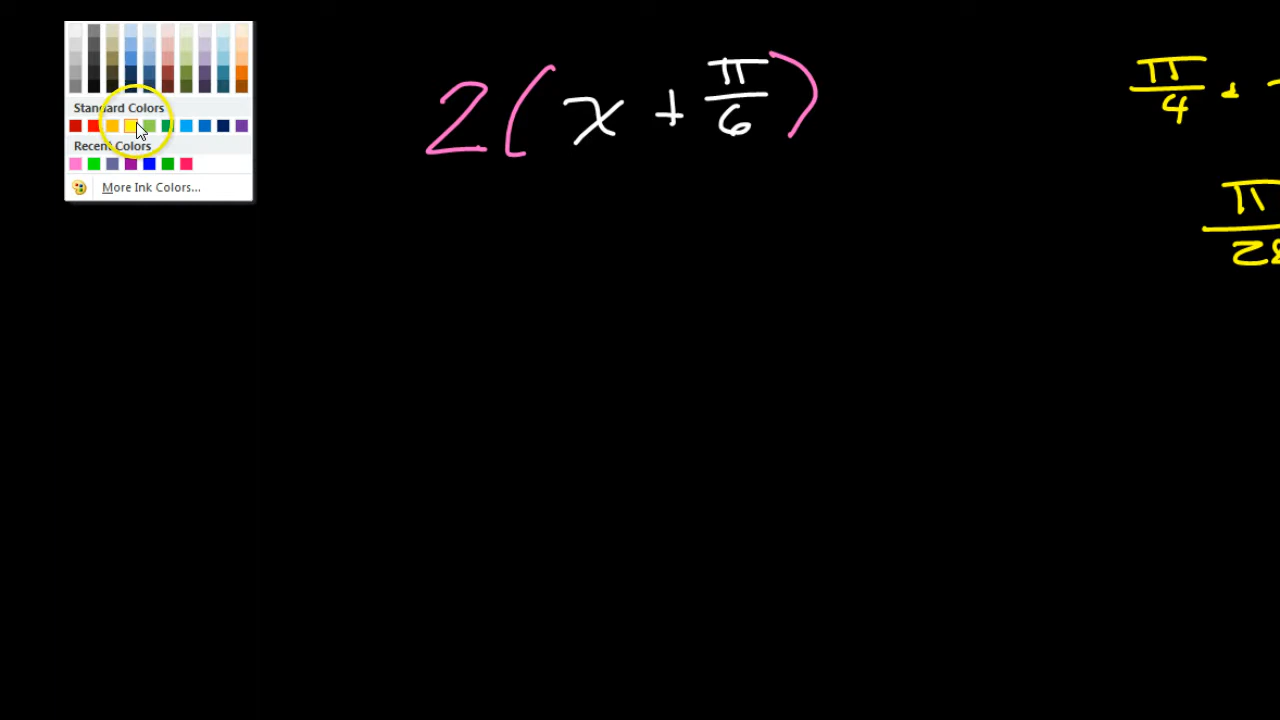 Standard Colors
Recent Colors
More Ink Colors...
2(x + π/6)
π/4 ·
π